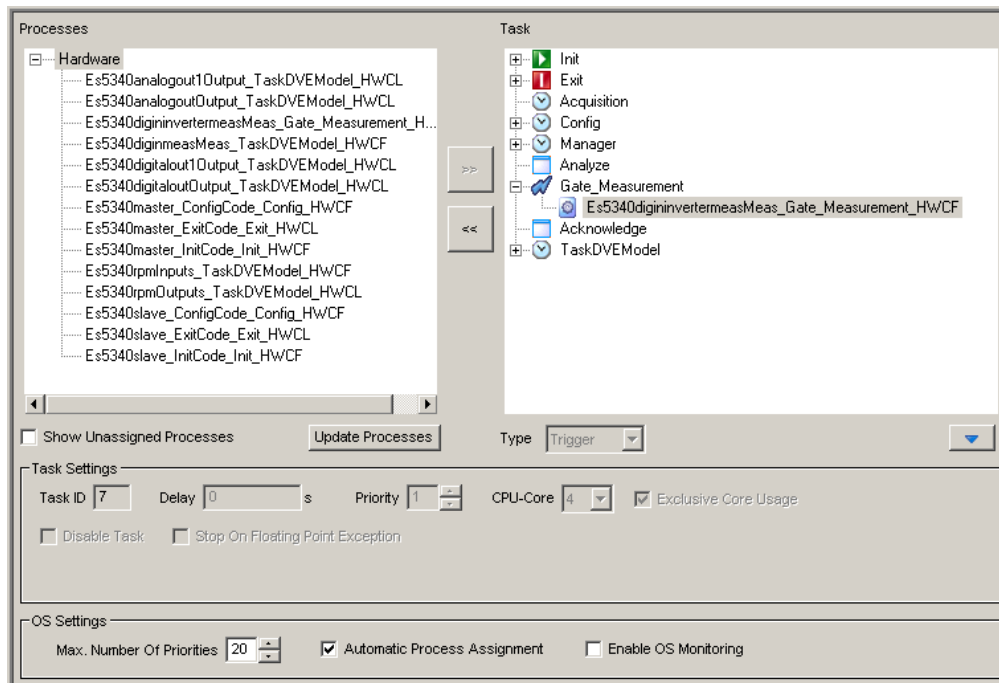 Processes
Hardware
Es5340analogout1Output_TaskDVEModel_HWCL
Es5340analogoutOutput_TaskDVEModel_HWCL
Es5340digininvertermeasMeas_Gate_Measurement_H...
Es5340diginmeasMeas_TaskDVEModel_HWCF
Es5340digitalout1Output_TaskDVEModel_HWCL
Es5340digitaloutOutput_TaskDVEModel_HWCL
Es5340master_ConfigCode_Config_HWCF
Es5340master_ExitCode_Exit_HWCL
Es5340master_InitCode_Init_HWCF
Es5340rpmInputs_TaskDVEModel_HWCF
Es5340rpmOutputs_TaskDVEModel_HWCL
Es5340slave_ConfigCode_Config_HWCF
Es5340slave_ExitCode_Exit_HWCL
Es5340slave_InitCode_Init_HWCF
Show Unassigned Processes
Update Processes
>>
<<
Task
Init
Exit
Acquisition
Config
Manager
Analyze
Gate_Measurement
Es5340digininvertermeasMeas_Gate_Measurement_HWCF
Acknowledge
TaskDVEModel
Type Trigger
Task Settings
Task ID 7 Delay 0 s Priority 1 CPU-Core 4 Exclusive Core Usage
Disable Task Stop On Floating Point Exception
OS Settings
Max. Number Of Priorities 20 Automatic Process Assignment Enable OS Monitoring